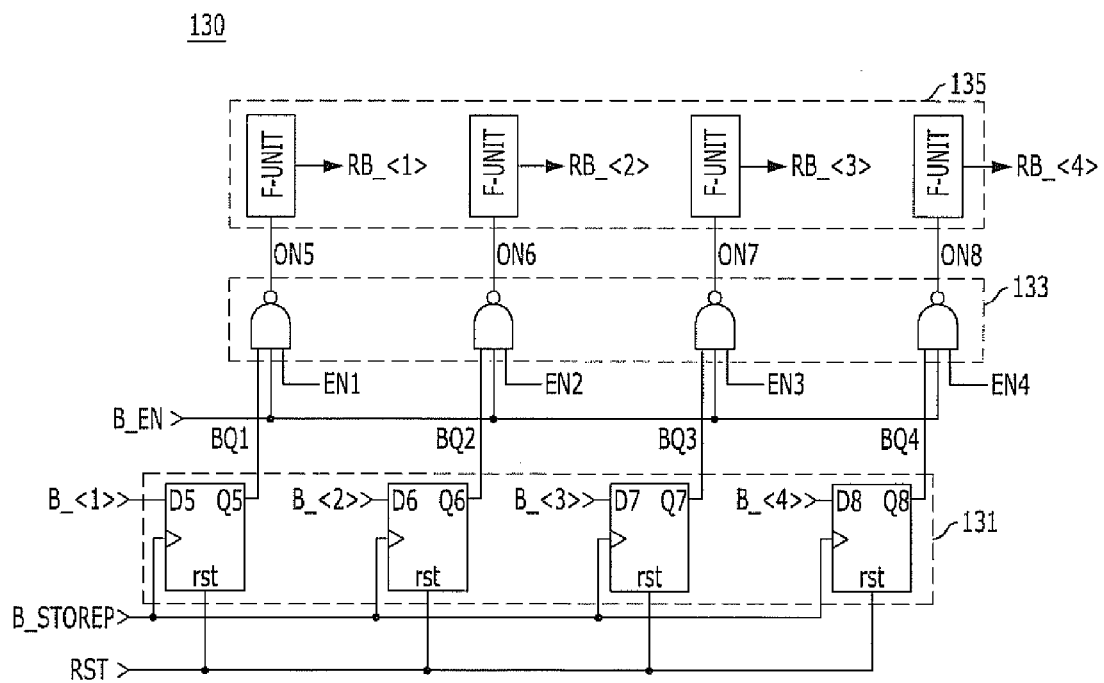 130
135
F-UNIT RB_<1> F-UNIT RB_<2> F-UNIT RB_<3> F-UNIT RB_<4>
ON5 ON6 ON7 ON8
133
EN1 EN2 EN3 EN4
B_EN
BQ1 BQ2 BQ3 BQ4
B_<1> D5 Q5 B_<2> D6 Q6 B_<3> D7 Q7 B_<4> D8 Q8
131
rst rst rst rst
B_STOREP
RST